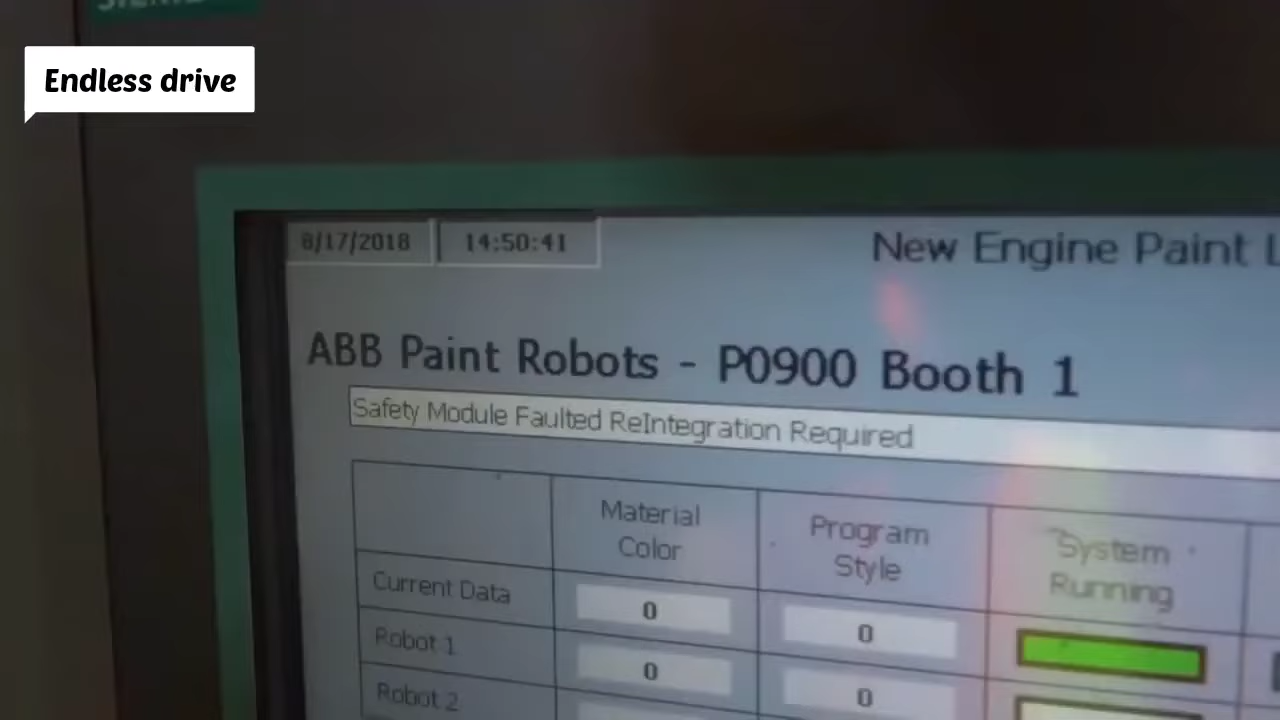 Endless drive
8/17/2018 14:50:41
New Engine Paint
ABB Paint Robots - P0900 Booth 1
Safety Module Faulted ReIntegration Required
Material Color
Program Style
System Running
Current Data 0 0
Robot 1 0 0
Robot 2